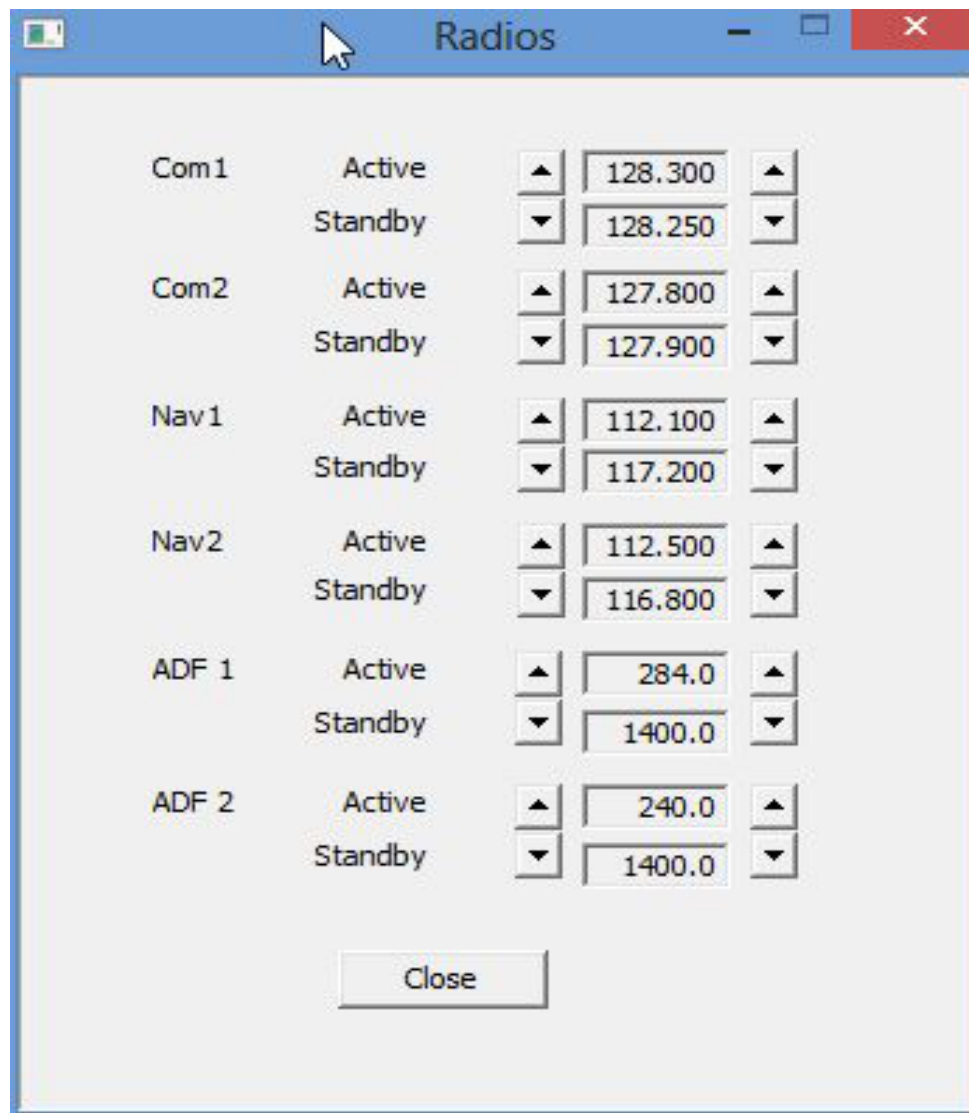 Radios
Com1 Active 128.300
Standby 128.250
Com2 Active 127.800
Standby 127.900
Nav1 Active 112.100
Standby 117.200
Nav2 Active 112.500
Standby 116.800
ADF 1 Active 284.0
Standby 1400.0
ADF 2 Active 240.0
Standby 1400.0
Close